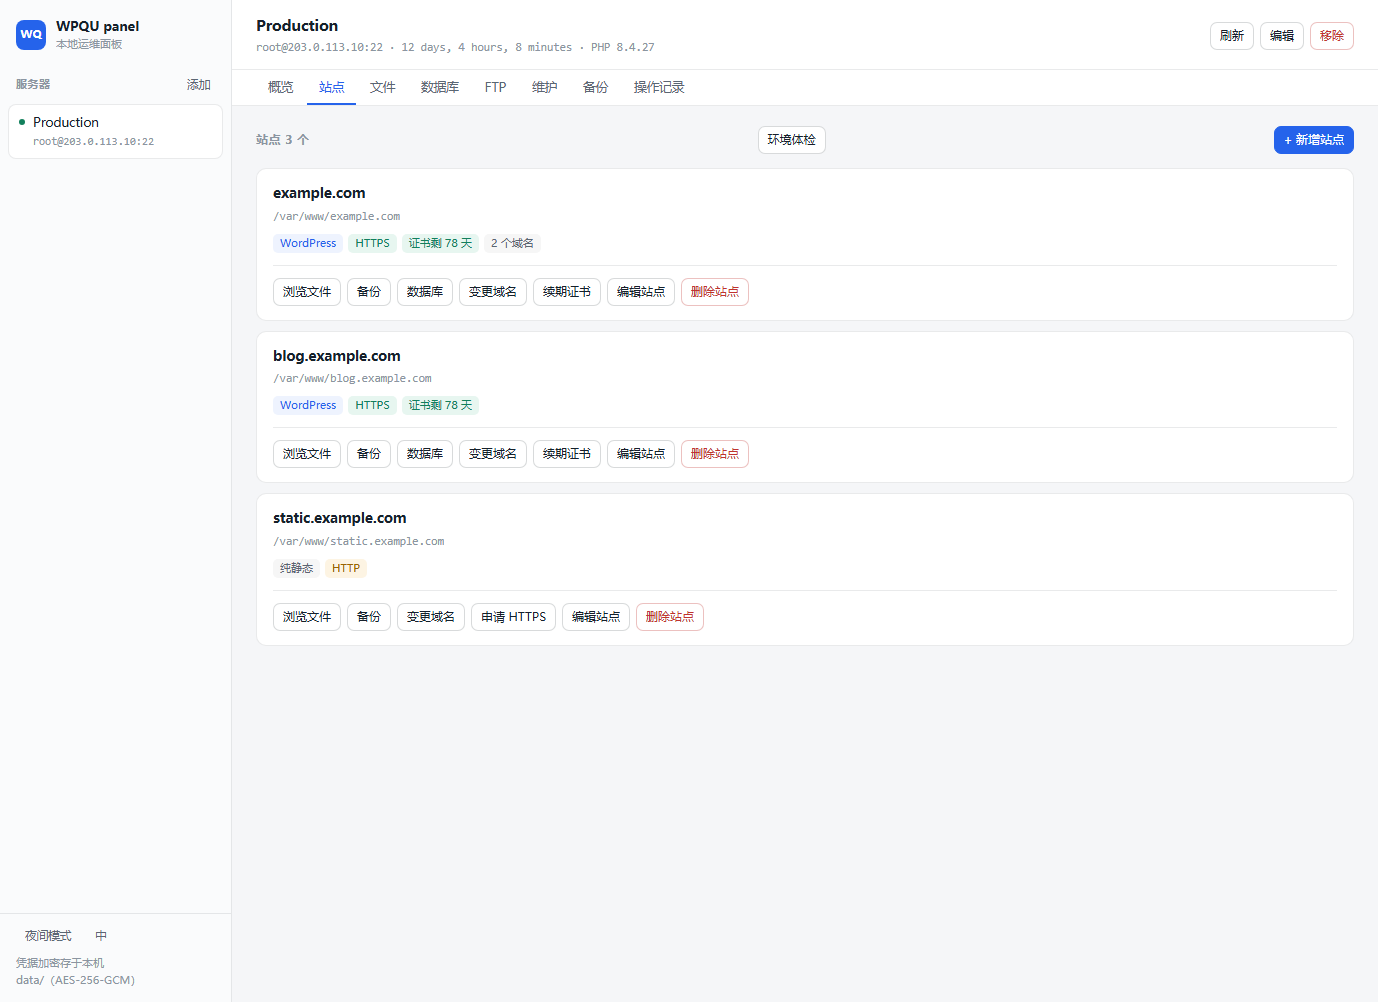 WQ
WPQU panel
本地运维面板
服务器 添加
Production
root@203.0.113.10:22
夜间模式 中
凭据加密存于本机
data/（AES-256-GCM）
Production
root@203.0.113.10:22 · 12 days, 4 hours, 8 minutes · PHP 8.4.27
刷新 编辑 移除
概览 站点 文件 数据库 FTP 维护 备份 操作记录
站点 3 个 环境体检 + 新增站点
example.com
/var/www/example.com
WordPress HTTPS 证书剩 78 天 2 个域名
浏览文件 备份 数据库 变更域名 续期证书 编辑站点 删除站点
blog.example.com
/var/www/blog.example.com
WordPress HTTPS 证书剩 78 天
浏览文件 备份 数据库 变更域名 续期证书 编辑站点 删除站点
static.example.com
/var/www/static.example.com
纯静态 HTTP
浏览文件 备份 变更域名 申请 HTTPS 编辑站点 删除站点